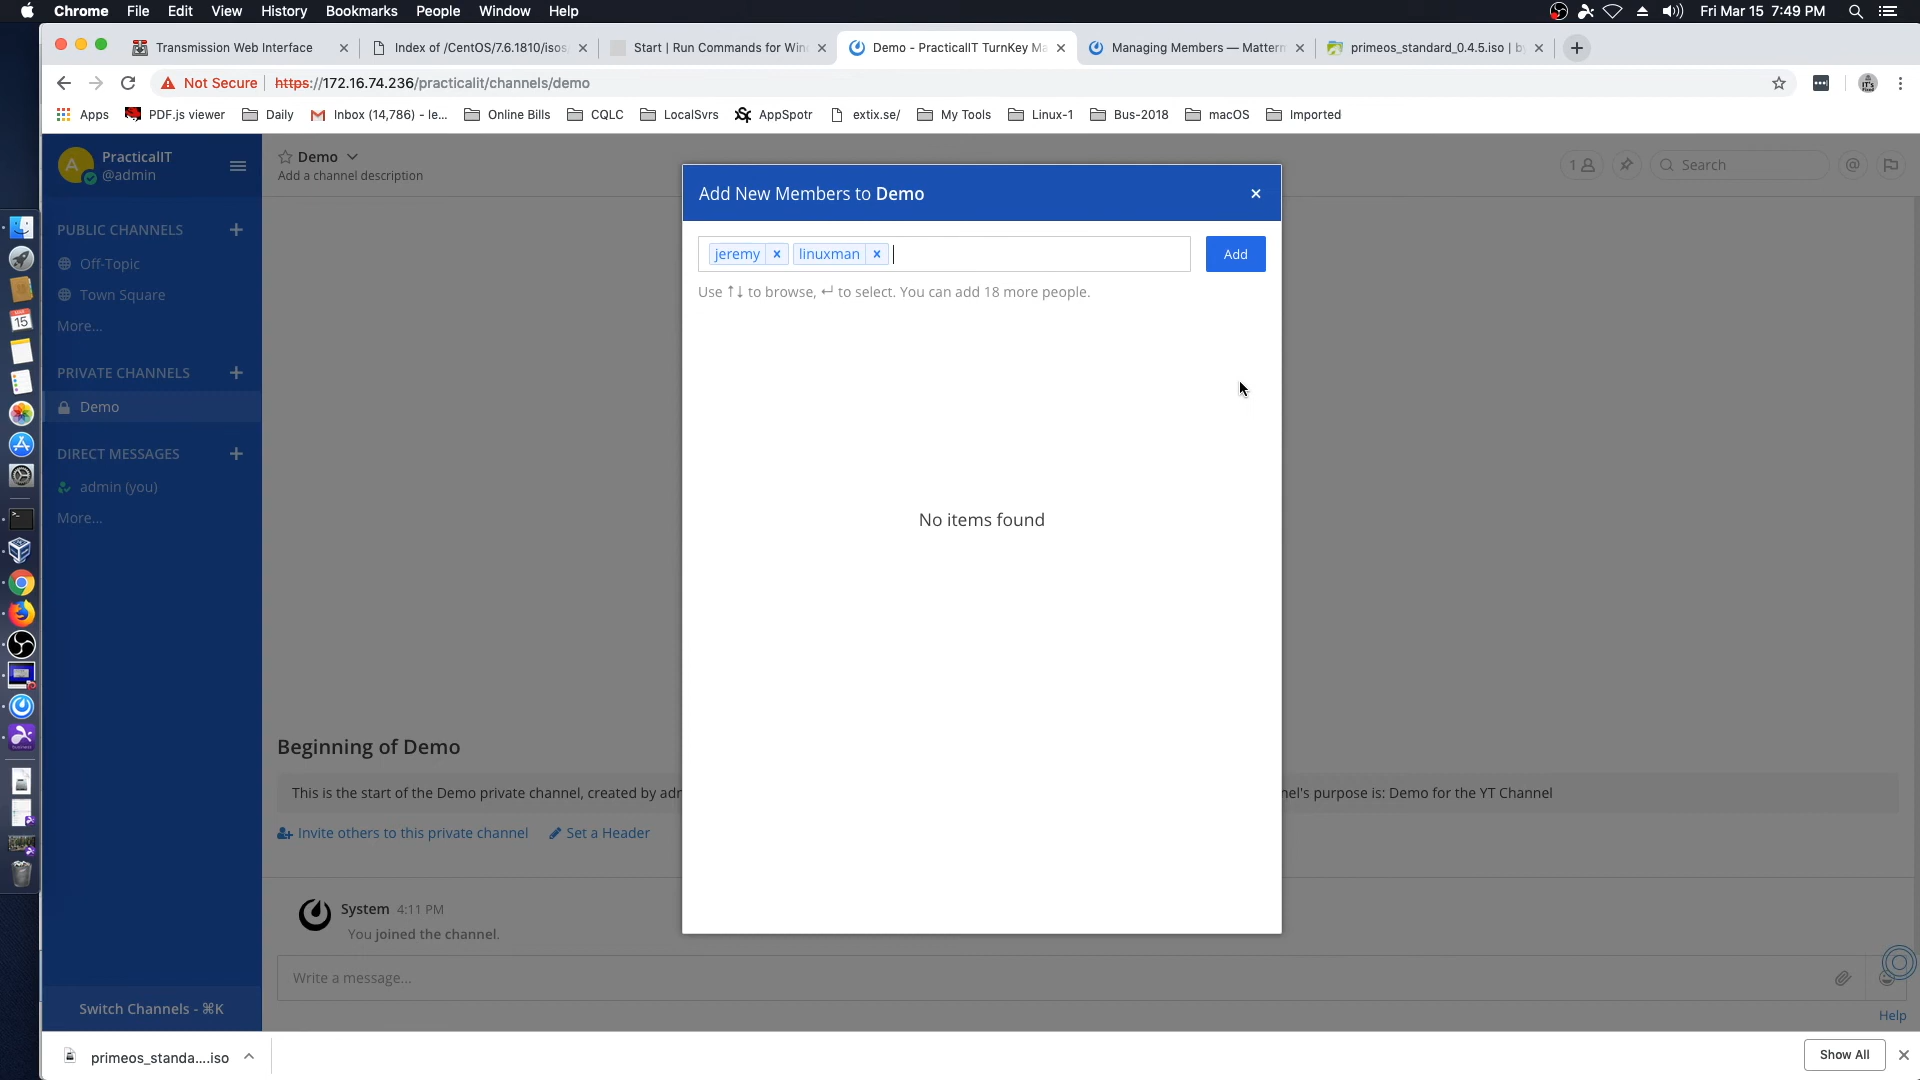 Chrome File Edit View History Bookmarks People Window Help Fri Mar 15 7:49 PM
Transmission Web Interface Index of /CentOS/7.6.1810/isos Start | Run Commands for Win Demo - PracticalIT TurnKey Ma Managing Members — Mattern primeos_standard_0.4.5.iso | by
Not Secure https://172.16.74.236/practicalit/channels/demo
Apps PDF.js viewer Daily Inbox (14,786) - le... Online Bills CQLC LocalSvrs AppSpotr extix.se/ My Tools Linux-1 Bus-2018 macOS Imported
A PracticalIT
@admin
Demo
Add a channel description
1 Search @
Add New Members to Demo ×
jeremy × linuxman × Add
Use ↑↓ to browse, ↵ to select. You can add 18 more people.
No items found
PUBLIC CHANNELS +
Off-Topic
Town Square
More...
PRIVATE CHANNELS +
Demo
DIRECT MESSAGES +
admin (you)
More...
15
Beginning of Demo
This is the start of the Demo private channel, created by adm nel's purpose is: Demo for the YT Channel
Invite others to this private channel Set a Header
System 4:11 PM
You joined the channel.
Write a message...
Switch Channels - ⌘K
Help
primeos_standa....iso Show All